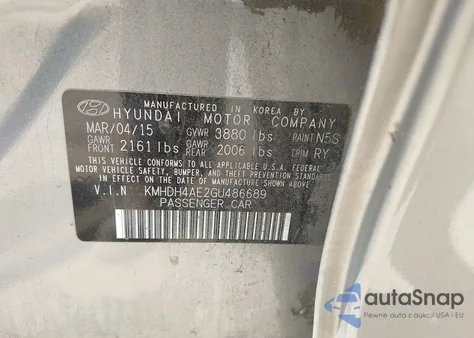 MANUFACTURED IN KOREA BY
HYUNDAI MOTOR COMPANY
MAR/04/15 GVWR 3880 lbs PAINT N5S
GAWR FRONT 2161 lbs GAWR REAR 2006 lbs TRIM RY
THIS VEHICLE CONFORMS TO ALL APPLICABLE U.S.A. FEDERAL
MOTOR VEHICLE SAFETY, BUMPER, AND THEFT PREVENTION
STANDARDS IN EFFECT ON THE DATE OF MANUFACTURE SHOWN ABOVE.
V.I.N KMHDH4AE2GU486689
PASSENGER CAR
autoSnap
Pewne auta z aukcji USA i EU